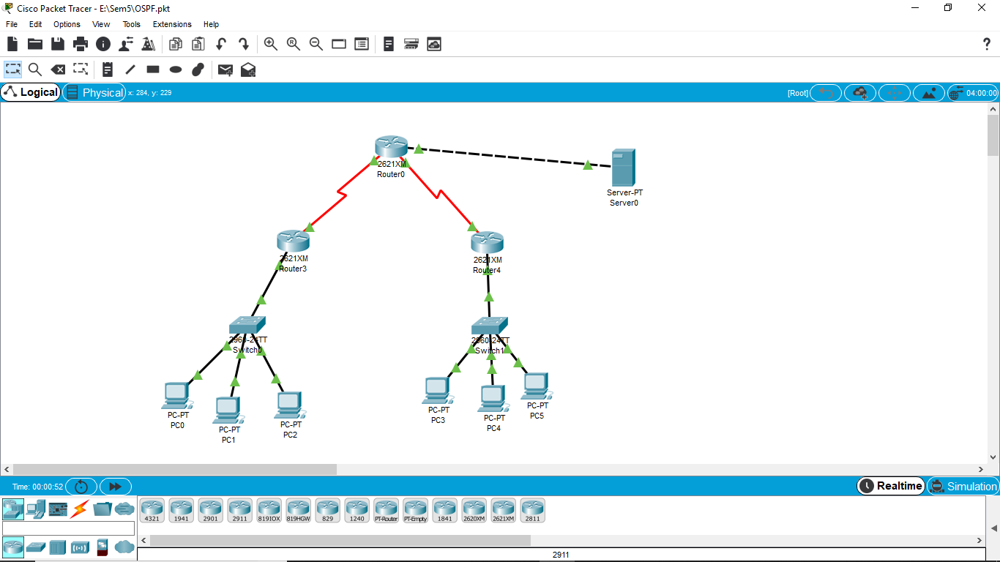 Cisco Packet Tracer - E:\Sem5\OSPF.pkt
File Edit Options View Tools Extensions Help
Logical Physical x: 284, y: 229 [Root] 04:00:00
2621XM
Router0
Server-PT
Server0
2621XM
Router3
2621XM
Router4
2960-24TT
Switch0
2960-24TT
Switch1
PC-PT
PC0
PC-PT
PC1
PC-PT
PC2
PC-PT
PC3
PC-PT
PC4
PC-PT
PC5
Time: 00:00:52 Realtime Simulation
4321 1941 2901 2911 819IOX 819HGW 829 1240 PT-Router PT-Empty 1841 2620XM 2621XM 2811
2911